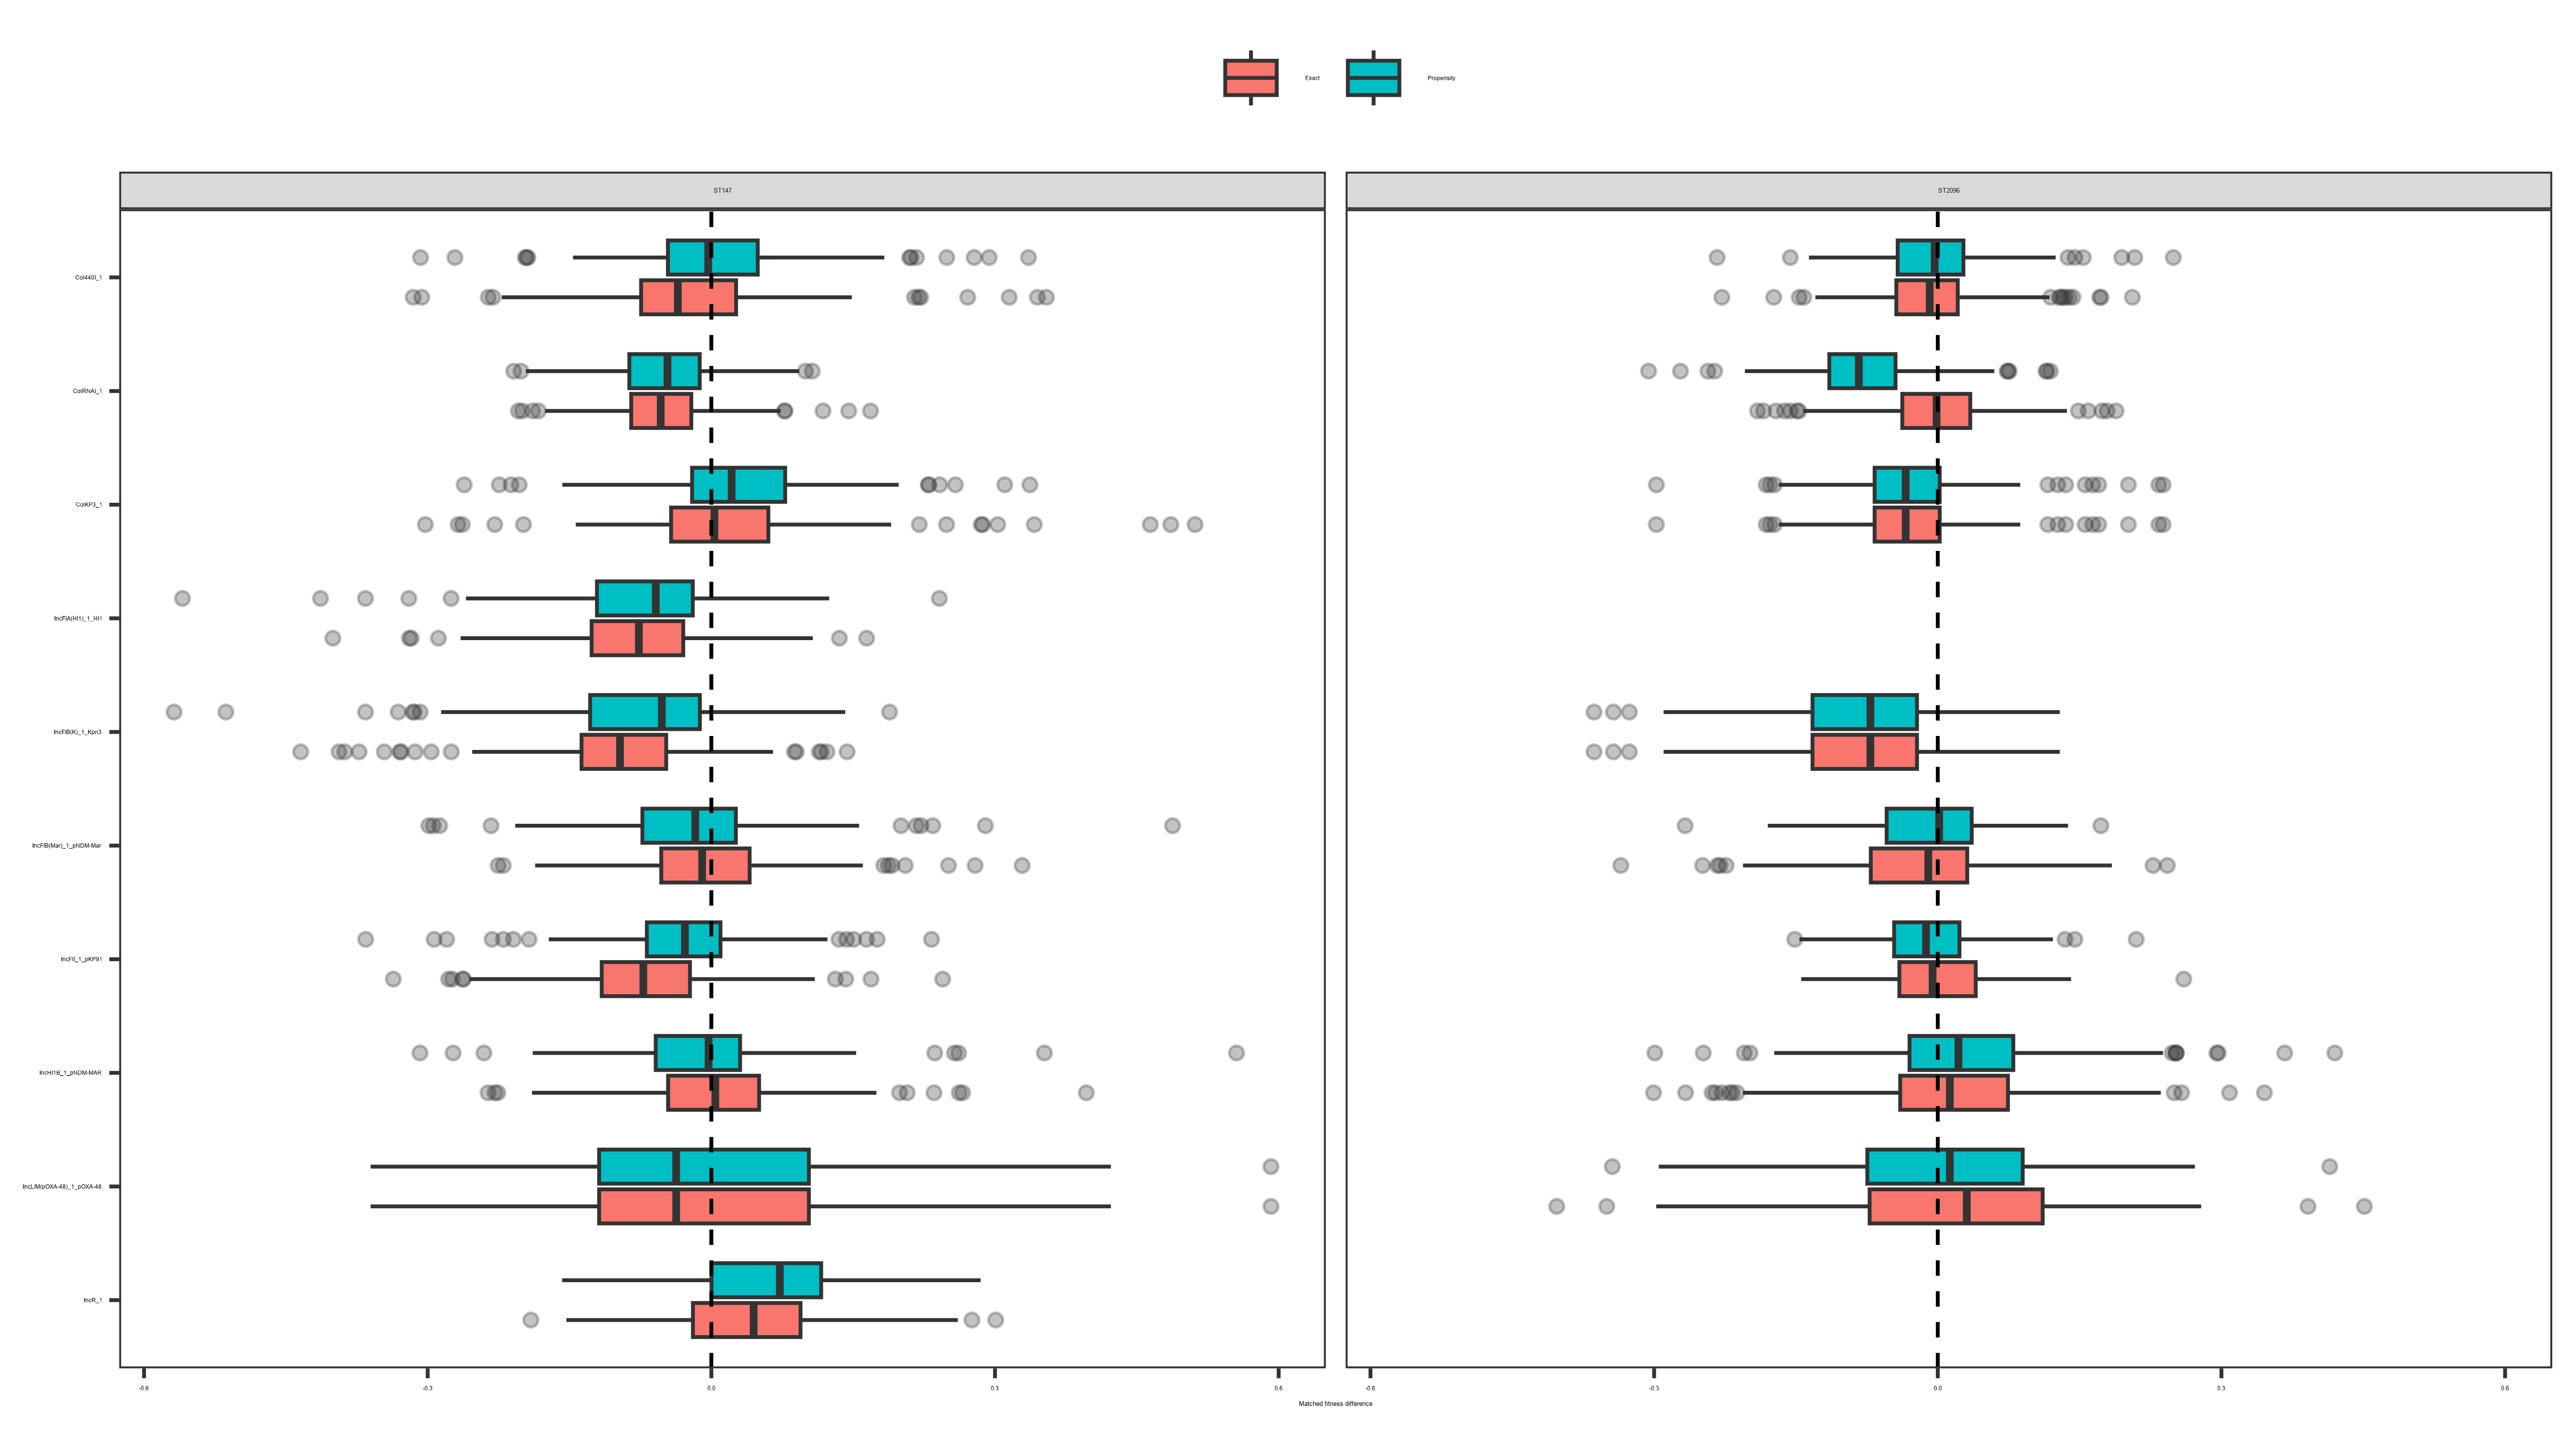 Exact Propensity
ST147 ST2096
Col440I_1
ColRNAI_1
ColKP3_1
IncFIA(HI1)_1_HI1
IncFIB(K)_1_Kpn3
IncFIB(Mar)_1_pNDM-Mar
IncFII_1_pKP91
IncHI1B_1_pNDM-MAR
IncL/M(pOXA-48)_1_pOXA-48
IncR_1
-0.6 -0.3 0.0 0.3 0.6 -0.6 -0.3 0.0 0.3 0.6
Matched fitness difference